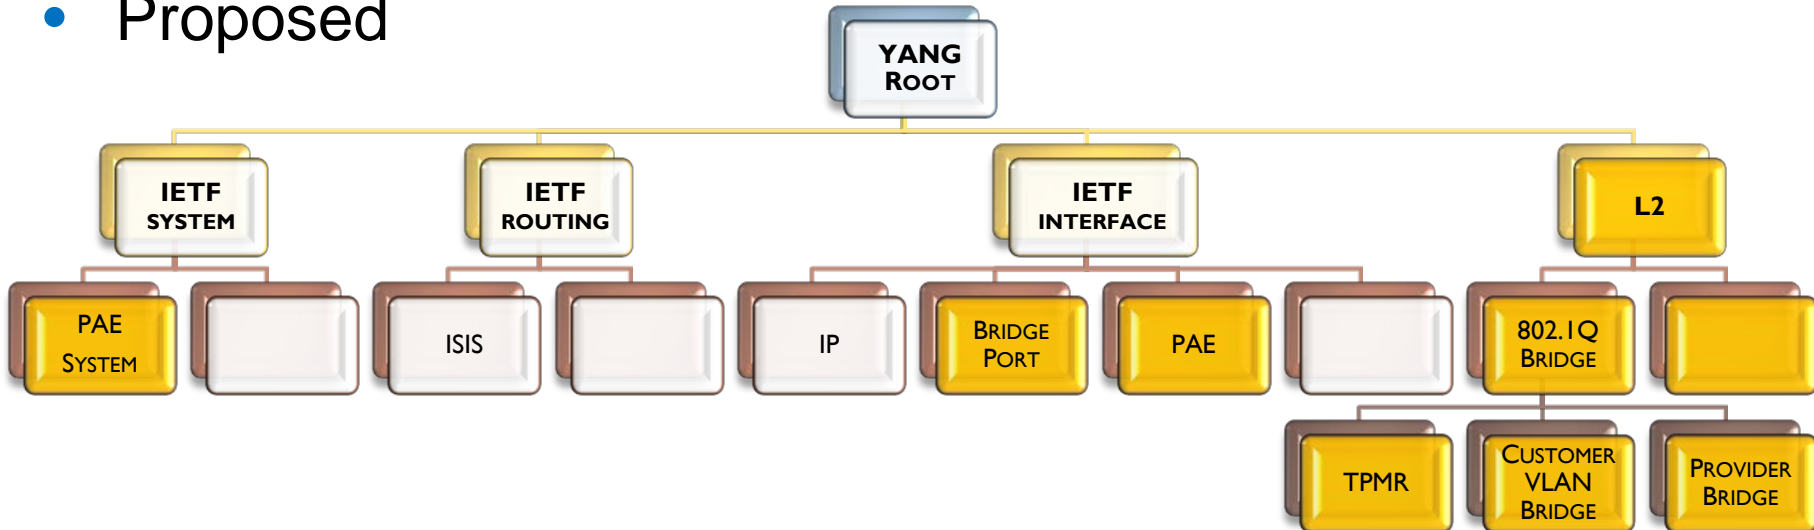 • Proposed
YANG
ROOT
IETF
SYSTEM
IETF
ROUTING
IETF
INTERFACE
L2
PAE
SYSTEM
ISIS
IP
BRIDGE
PORT
PAE
802.1Q
BRIDGE
TPMR
CUSTOMER
VLAN
BRIDGE
PROVIDER
BRIDGE